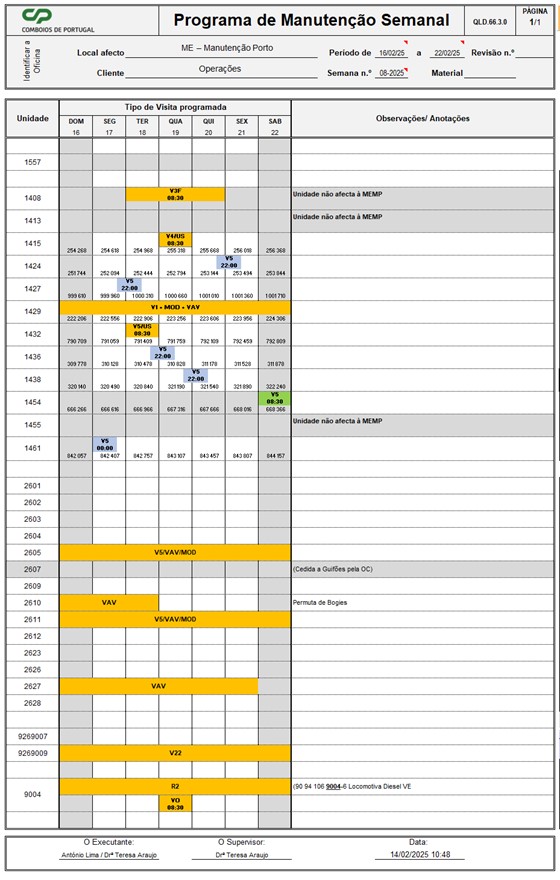 CP
COMBOIOS DE PORTUGAL
Programa de Manutenção Semanal
QLD.66.3.0
PÁGINA
1/1
Identificar a Oficina
Local afecto ME – Manutenção Porto Periodo de 16/02/25 a 22/02/25 Revisão n.º
Cliente Operações Semana n.º 08-2025 Material
Unidade Tipo de Visita programada Observações/ Anotações
DOM SEG TER QUA QUI SEX SAB
16 17 18 19 20 21 22
1557
1408 V3F 08:30 Unidade não afecta à MEMP
1413 Unidade não afecta à MEMP
1415 V4/US 08:30
254 268 254 618 254 968 255 318 255 668 256 018 256 368
1424 V5 22:00
251 744 252 094 252 444 252 794 253 144 253 494 253 844
1427 V5 22:00
999 610 999 960 1000 310 1000 660 1001 010 1001 360 1001 710
1429 V1 + MOD + VAV
222 206 222 556 222 906 223 256 223 606 223 956 224 306
1432 V5/US 08:30
790 709 791 059 791 409 791 759 792 109 792 459 792 809
1436 V5 22:00
309 778 310 128 310 478 310 828 311 178 311 528 311 878
1438 V5 22:00
320 140 320 490 320 840 321 190 321 540 321 890 322 240
1454 V5 08:30
666 266 666 616 666 966 667 316 667 666 668 016 668 366
1455 Unidade não afecta à MEMP
1461 V5 00:00
842 057 842 407 842 757 843 107 843 457 843 807 844 157
2601
2602
2603
2604
2605 V5/VAV/MOD
2607 (Cedida a Guifões pela OC)
2609
2610 VAV Permuta de Bogies
2611 V5/VAV/MOD
2612
2623
2626
2627 VAV
2628
9269007
9269009 V22
9004 R2 (90 94 106 9004-6 Locomotiva Diesel VE
VO 08:30
O Executante: O Supervisor: Data:
António Lima / Drª Teresa Araujo Drª Teresa Araujo 14/02/2025 10:48